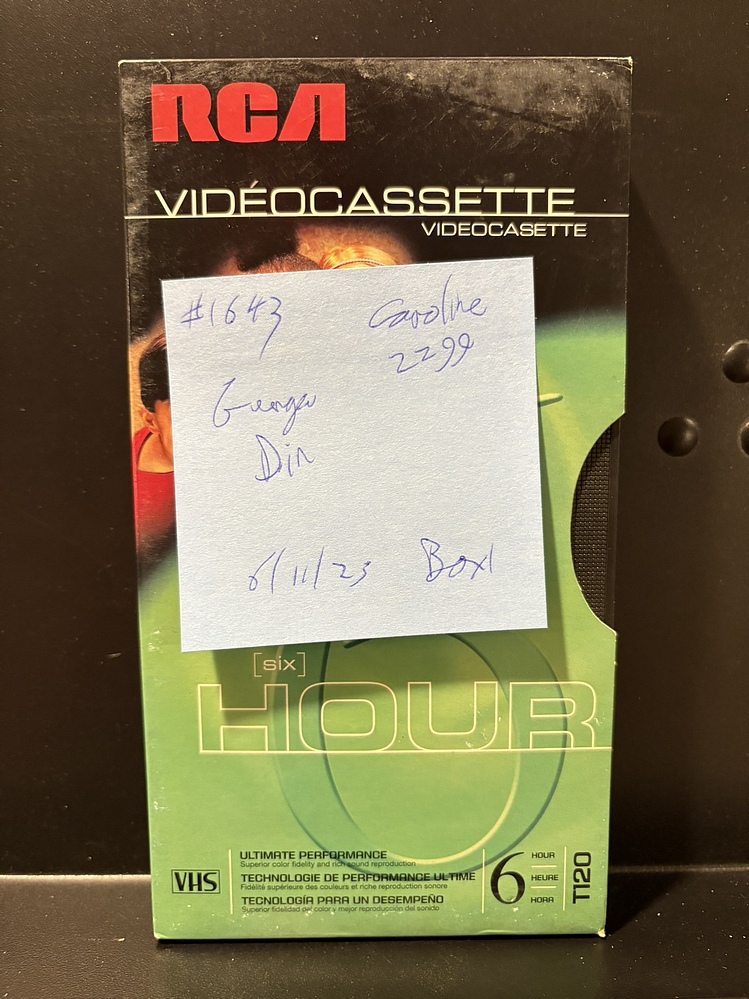 RCA
VIDÉOCASSETTE
VIDEOCASETTE
#1643
Caroline
2299
Din
6/11/23 Box1
[six]
HOUR
ULTIMATE PERFORMANCE
Superior color fidelity and rich sound reproduction
TECHNOLOGIE DE PERFORMANCE ULTIME
Fidélité supérieure des couleurs et riche reproduction sonore
TECNOLOGÍA PARA UN DESEMPEÑO
Superior fidelidad del color y mejor reproducción del sonido
VHS
6
HOUR
HEURE
HORA
T120